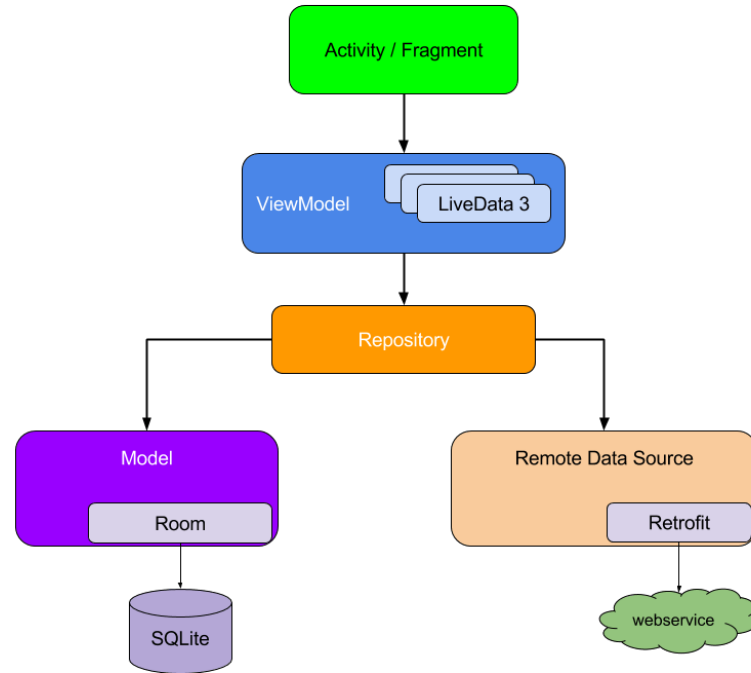 Activity / Fragment
ViewModel
LiveData 3
Repository
Model
Remote Data Source
Room
Retrofit
SQLite
webservice